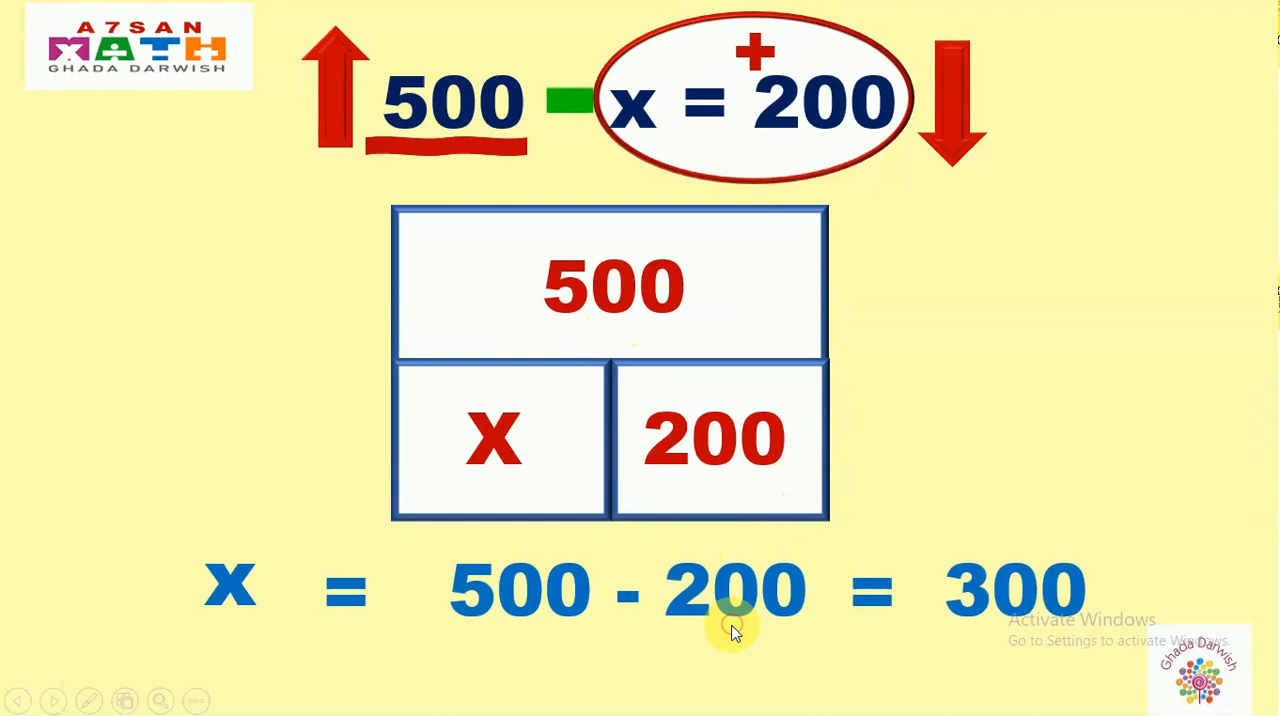 A7SAN
MATH
GHADA DARWISH
+
500 - x = 200
500
X 200
x = 500 - 200 = 300
Activate Windows
Go to Settings to activate Windows.
Ghada Darwish